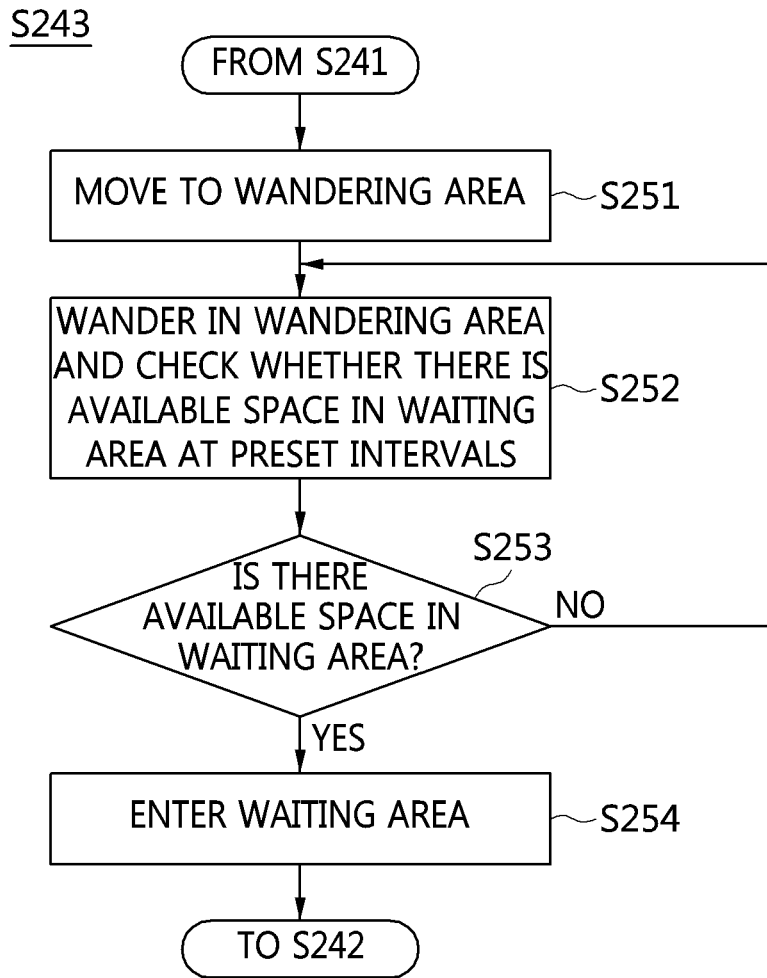 S243
FROM S241
MOVE TO WANDERING AREA
S251
WANDER IN WANDERING AREA
AND CHECK WHETHER THERE IS
AVAILABLE SPACE IN WAITING
AREA AT PRESET INTERVALS
S252
S253
IS THERE
AVAILABLE SPACE IN
WAITING AREA?
NO
YES
ENTER WAITING AREA
S254
TO S242